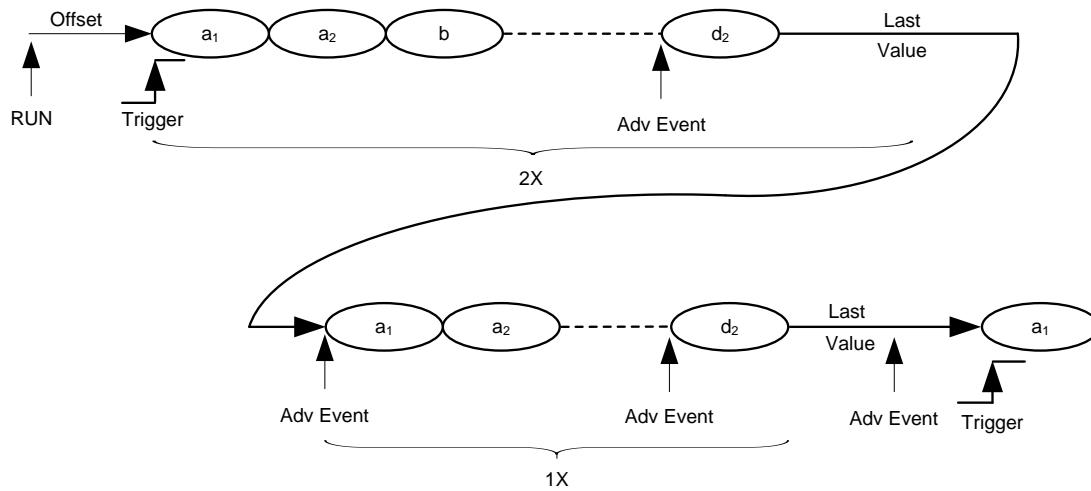 Offset
a₁ a₂ b d₂ Last
Value
RUN Trigger Adv Event
2X
a₁ a₂ d₂ Last
Value a₁
Adv Event Adv Event Adv Event Trigger
1X